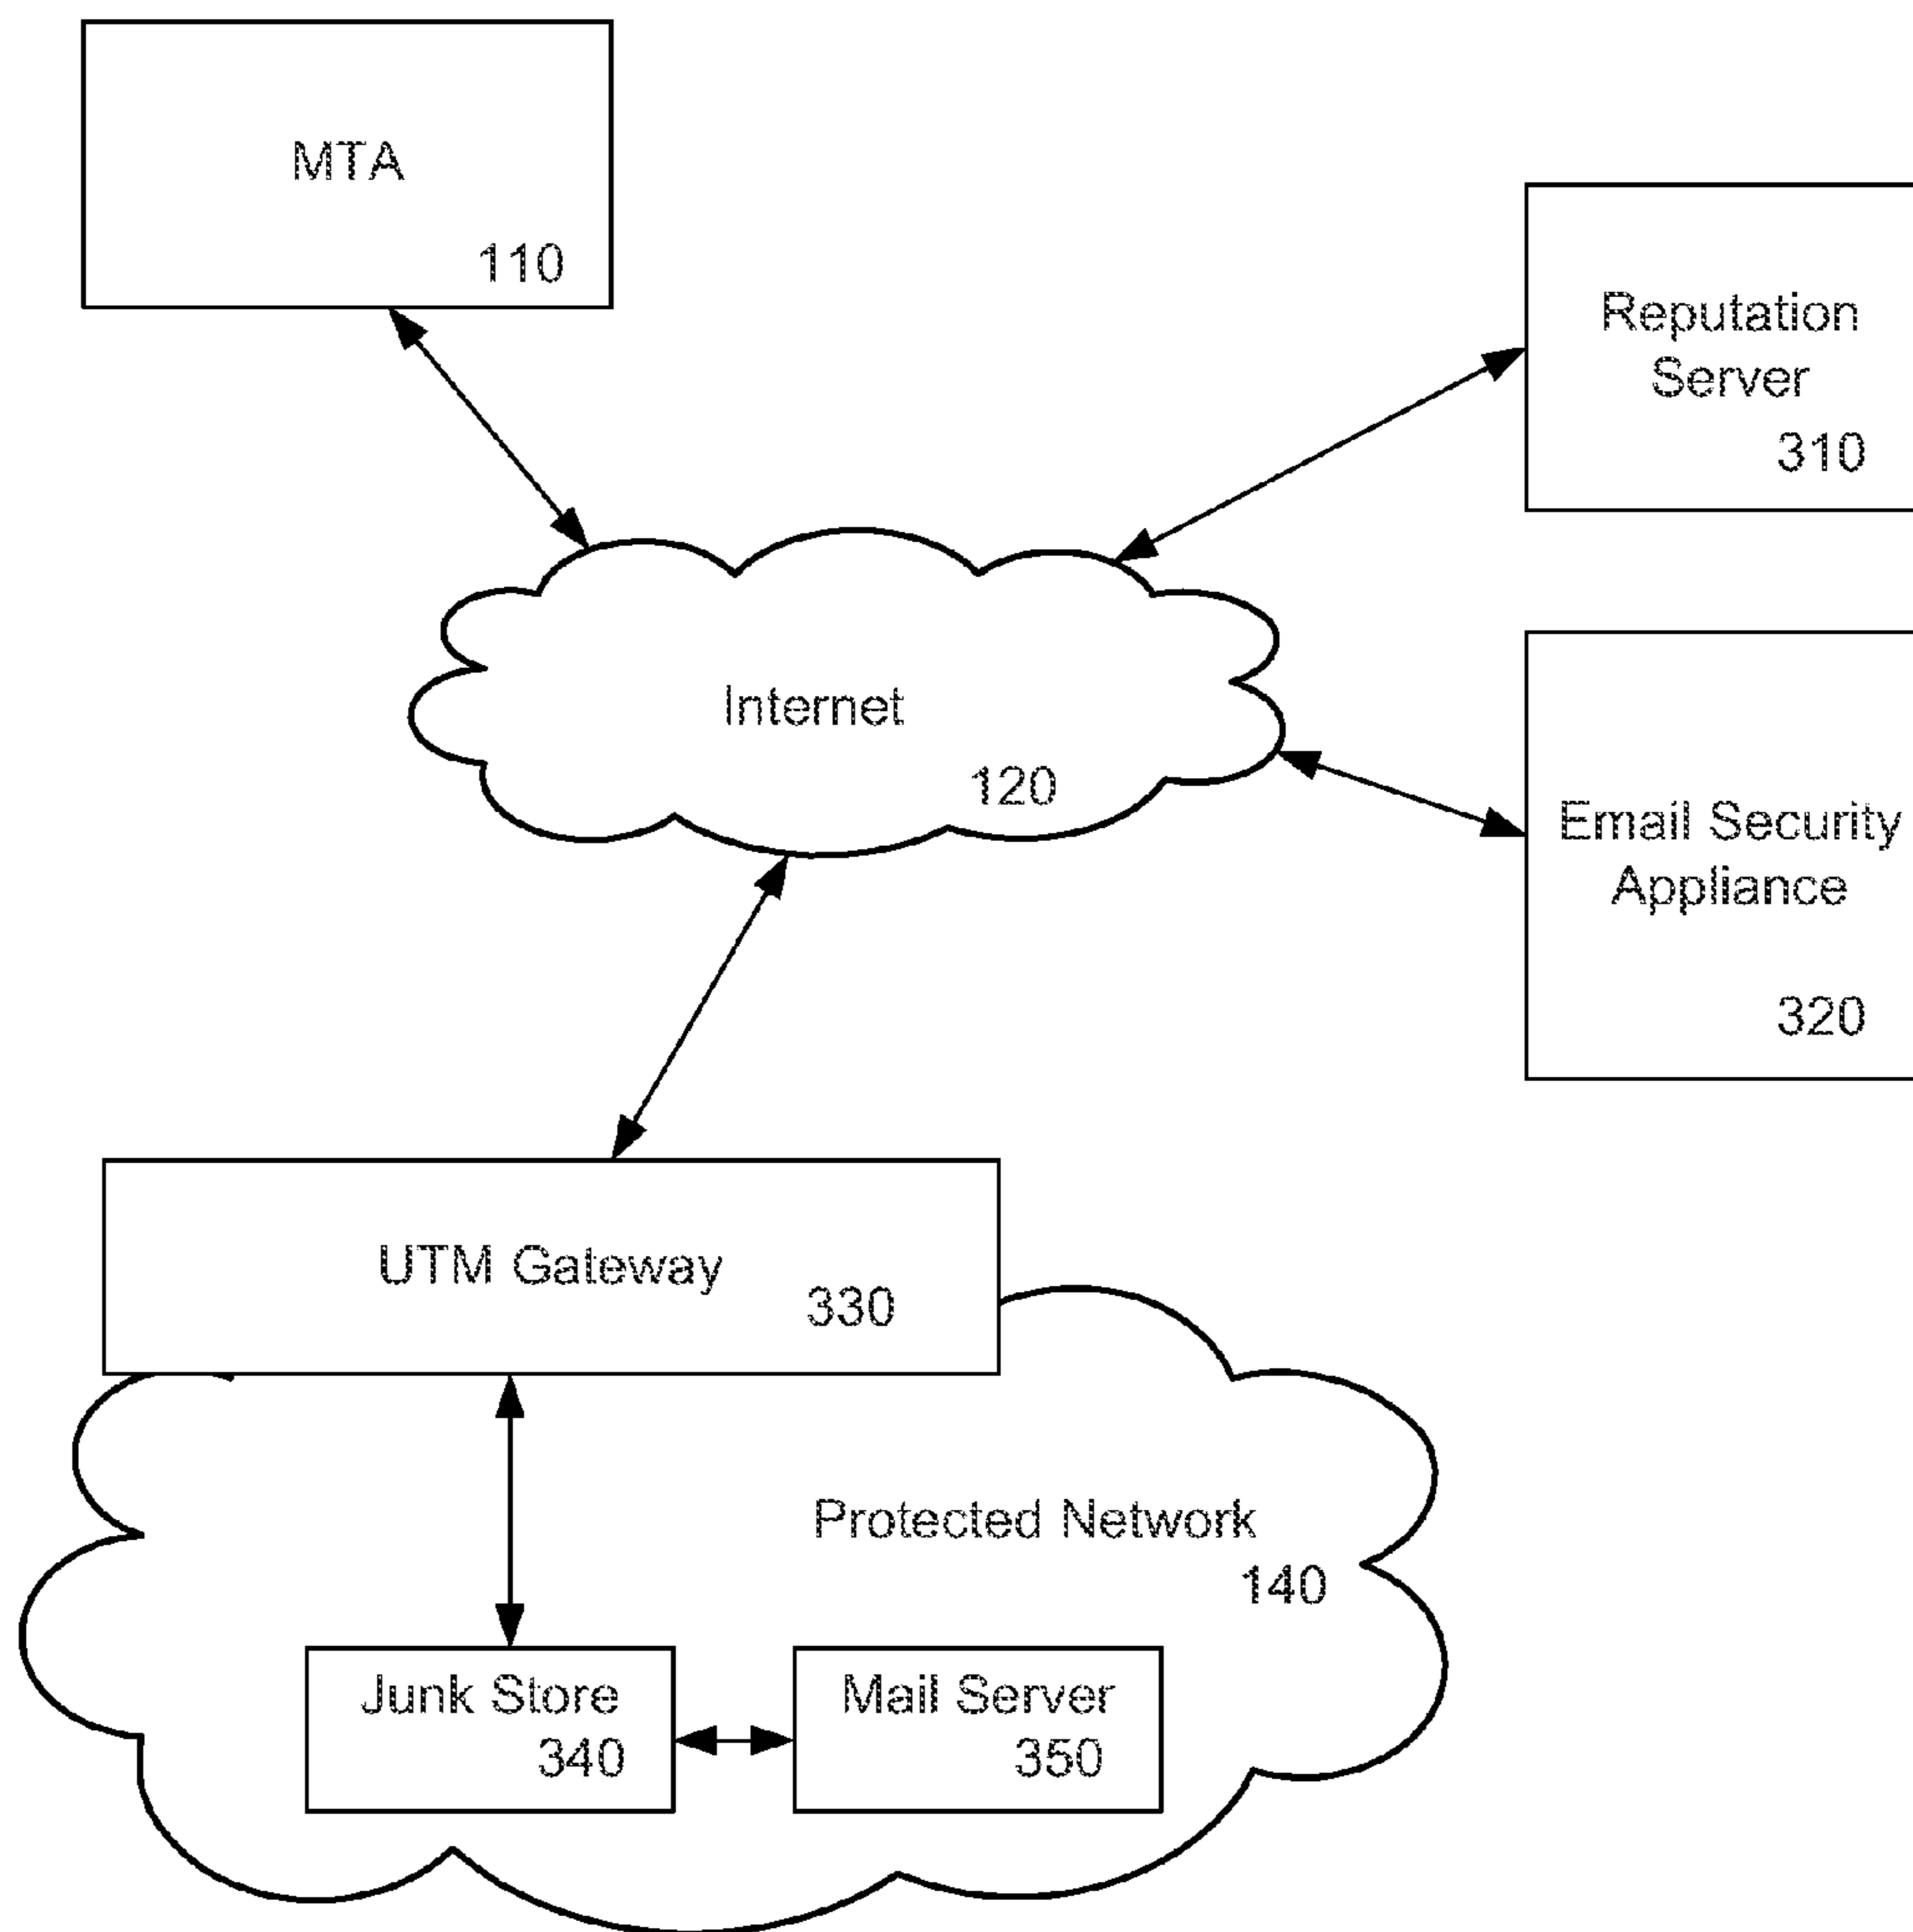 MTA
110
Reputation
Server
310
Internet
120
Email Security
Appliance
320
UTM Gateway
330
Protected Network
140
Junk Store
340
Mail Server
350